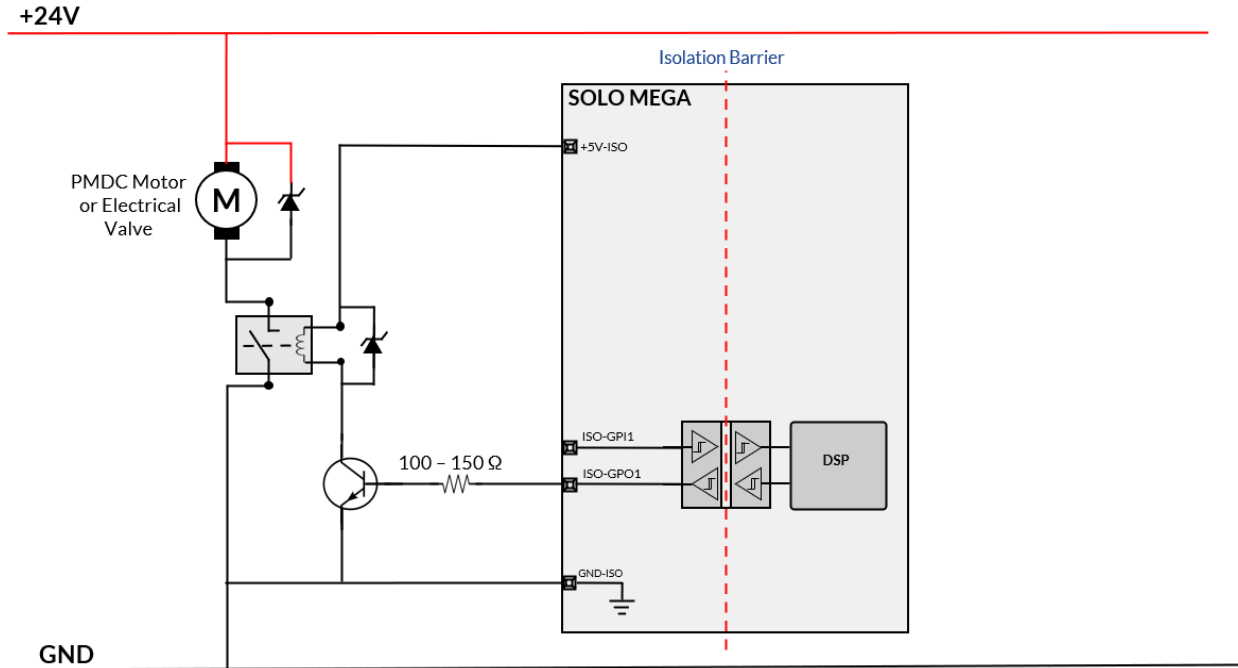 +24V
Isolation Barrier
SOLO MEGA
+5V-ISO
PMDC Motor
or Electrical
Valve
M
ISO-GPI1
100 – 150 Ω
ISO-GPO1
DSP
GND-ISO
GND